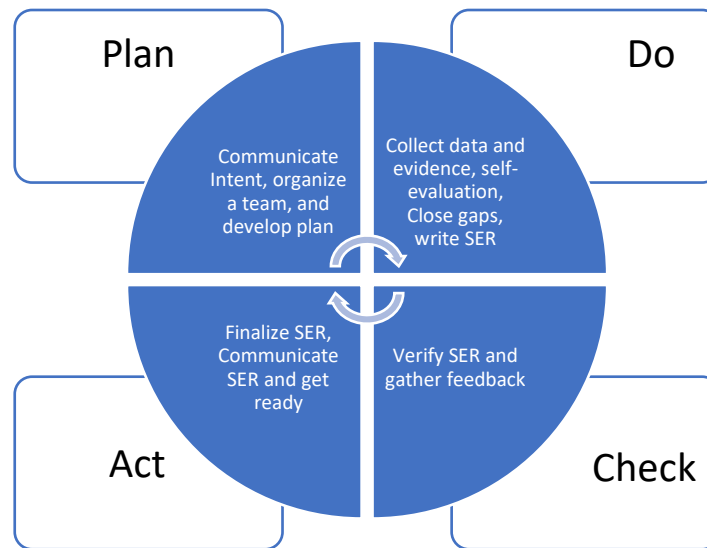 Plan
Do
Communicate
Intent, organize
a team, and
develop plan
Collect data and
evidence, self-
evaluation,
Close gaps,
write SER
Finalize SER,
Communicate
SER and get
ready
Verify SER and
gather feedback
Act
Check